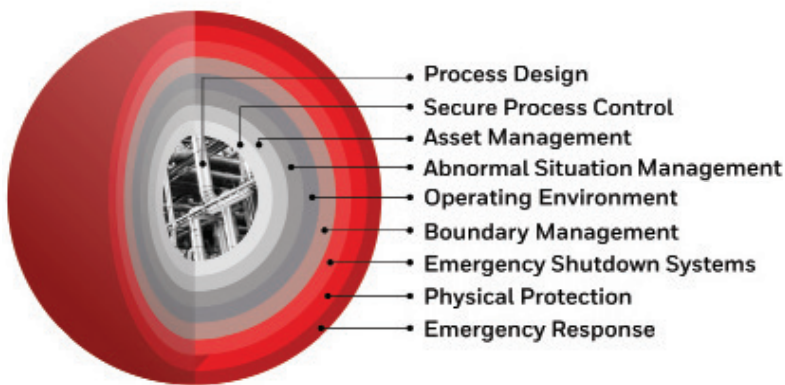 Process Design
Secure Process Control
Asset Management
Abnormal Situation Management
Operating Environment
Boundary Management
Emergency Shutdown Systems
Physical Protection
Emergency Response